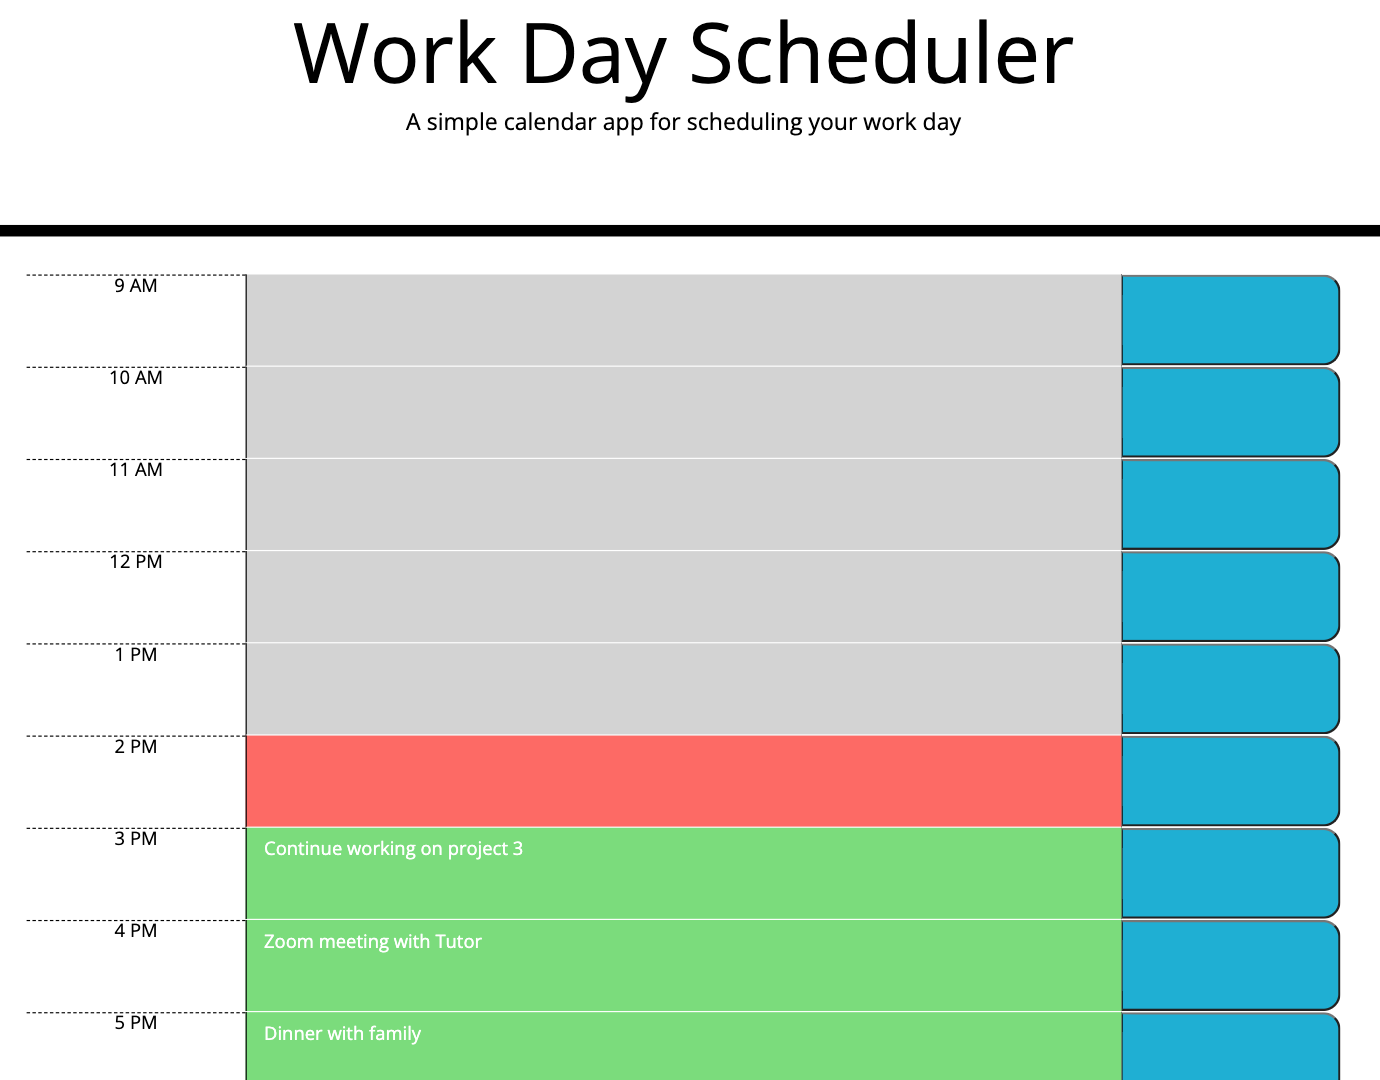 Work Day Scheduler
A simple calendar app for scheduling your work day
9 AM
10 AM
11 AM
12 PM
1 PM
2 PM
3 PM
Continue working on project 3
4 PM
Zoom meeting with Tutor
5 PM
Dinner with family